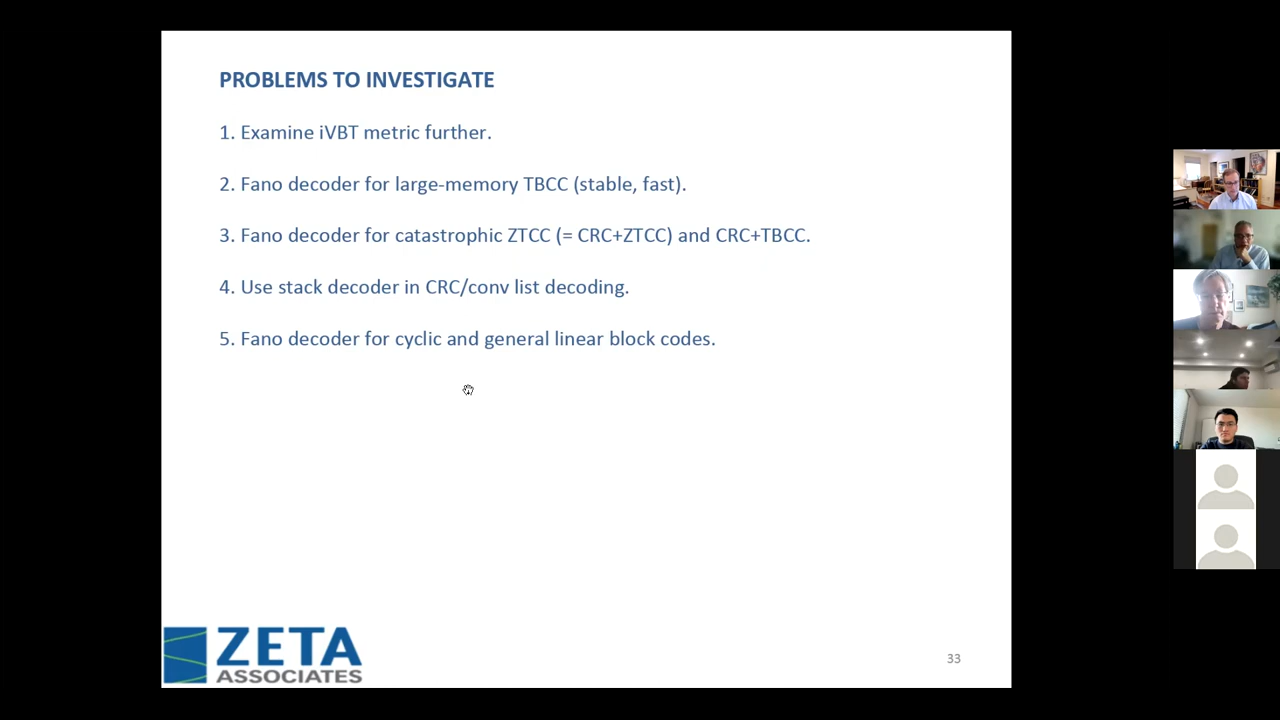 PROBLEMS TO INVESTIGATE
1. Examine iVBT metric further.
2. Fano decoder for large-memory TBCC (stable, fast).
3. Fano decoder for catastrophic ZTCC (= CRC+ZTCC) and CRC+TBCC.
4. Use stack decoder in CRC/conv list decoding.
5. Fano decoder for cyclic and general linear block codes.
ZETA
ASSOCIATES
33